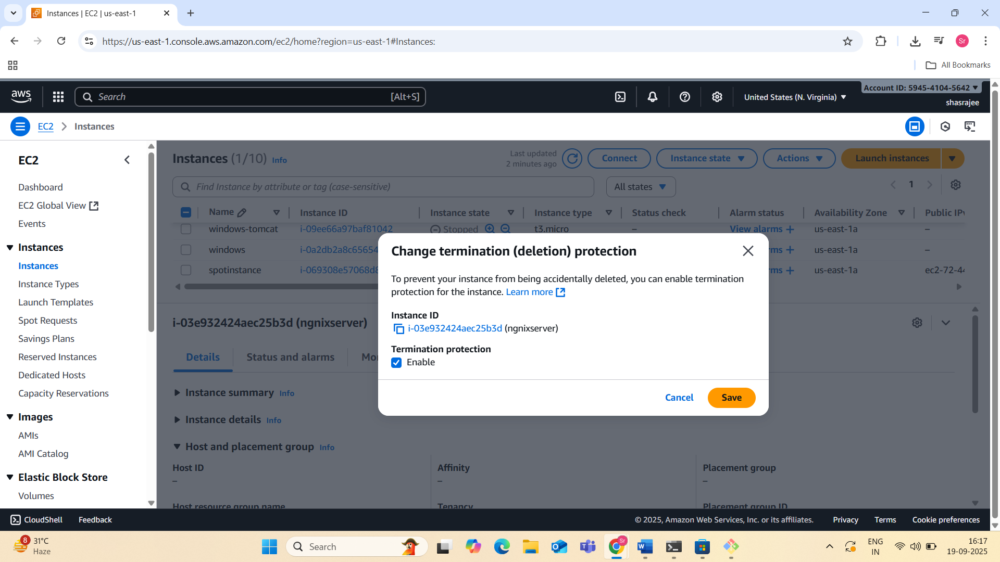 Instances | EC2 | us-east-1
https://us-east-1.console.aws.amazon.com/ec2/home?region=us-east-1#Instances:
Sr
All Bookmarks
aws
Search
[Alt+S]
United States (N. Virginia)
Account ID: 5945-4104-5642
shasrajee
EC2
Instances
EC2
Dashboard
EC2 Global View
Events
Instances
Instances
Instance Types
Launch Templates
Spot Requests
Savings Plans
Reserved Instances
Dedicated Hosts
Capacity Reservations
Images
AMIs
AMI Catalog
Elastic Block Store
Volumes
Instances (1/10) Info
Last updated
2 minutes ago
Connect
Instance state
Actions
Launch instances
Find Instance by attribute or tag (case-sensitive)
All states
1
Name Instance ID Instance state Instance type Status check Alarm status Availability Zone Public IPv
windows-tomcat i-09ee66a97baf81042 Stopped t3.micro – View alarms + us-east-1a –
windows i-0a2db2a8c65654 ms + us-east-1a –
spotinstance i-069308e57068d8 ms + us-east-1a ec2-72-44
Change termination (deletion) protection
To prevent your instance from being accidentally deleted, you can enable termination
protection for the instance. Learn more
Instance ID
i-03e932424aec25b3d (ngnixserver)
Termination protection
Enable
Cancel
Save
i-03e932424aec25b3d (ngnixserver)
Details
Status and alarms
Mo
Instance summary Info
Instance details Info
Host and placement group Info
Host ID
–
Affinity
–
Placement group
–
Host resource group name
Tenancy
Placement group ID
CloudShell
Feedback
© 2025, Amazon Web Services, Inc. or its affiliates.
Privacy
Terms
Cookie preferences
8
31°C
Haze
Search
Sr
ENG
IN
16:17
19-09-2025